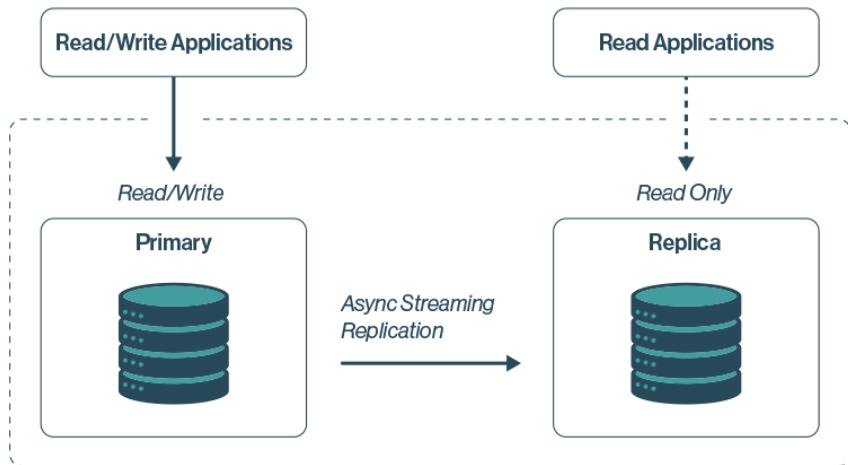 Read/Write Applications
Read Applications
Read/Write
Read Only
Primary
Replica
Async Streaming
Replication